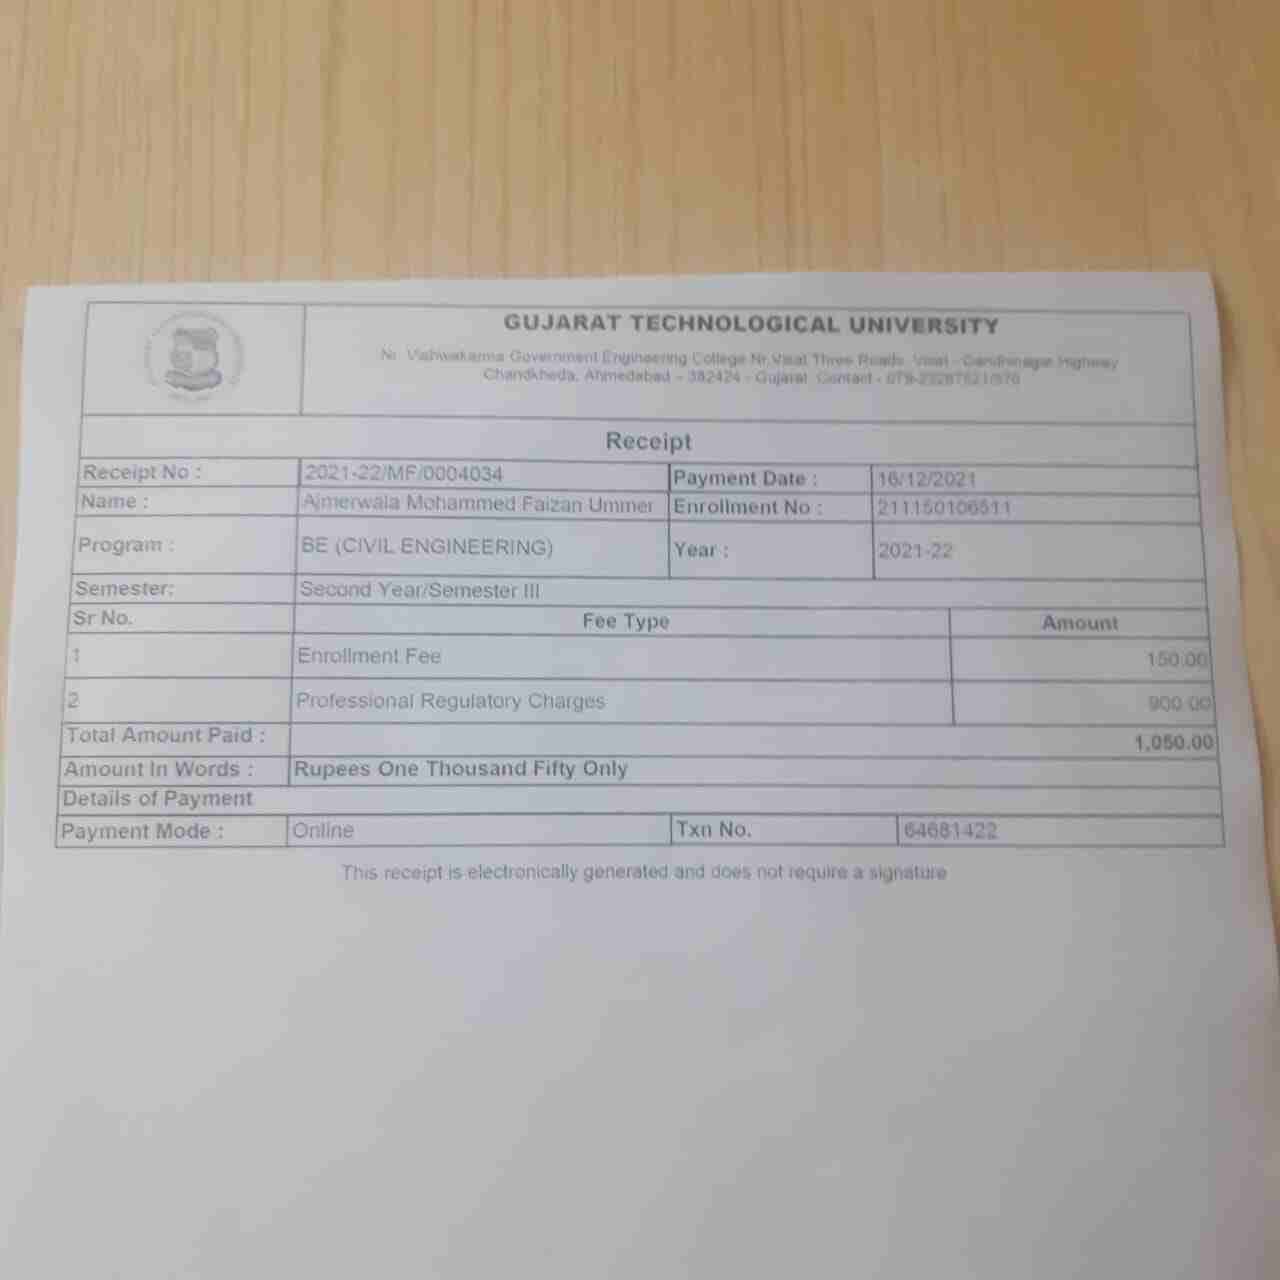 GUJARAT TECHNOLOGICAL UNIVERSITY
Nr. Vishwakarma Government Engineering College Nr.Visat Three Roads, Visat - Gandhinagar Highway
Chandkheda, Ahmedabad - 382424 - Gujarat Contact -
Receipt
Receipt No : 2021-22/MF/0004034 Payment Date : 16/12/2021
Name : Ajmerwala Mohammed Faizan Ummer Enrollment No : 211150106511
Program : BE (CIVIL ENGINEERING) Year : 2021-22
Semester: Second Year/Semester III
Sr No. Fee Type Amount
1 Enrollment Fee 150.00
2 Professional Regulatory Charges 900.00
Total Amount Paid : 1,050.00
Amount In Words : Rupees One Thousand Fifty Only
Details of Payment
Payment Mode : Online Txn No. 64681422
This receipt is electronically generated and does not require a signature